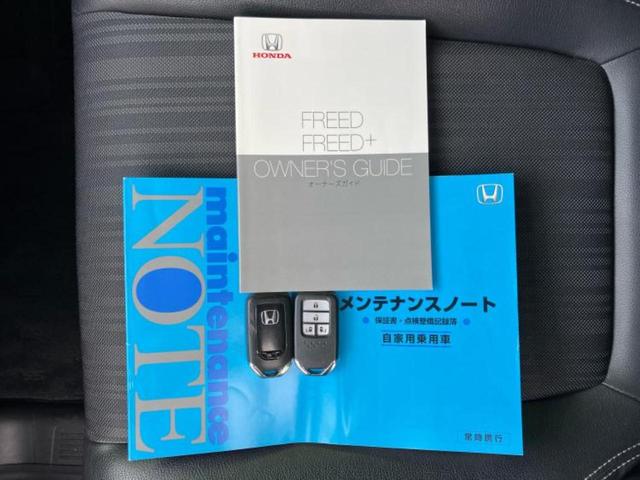 HONDA
FREED
FREED+
OWNER'S GUIDE
オーナーズガイド
maintenance
NOTE
メンテナンスノート
保証書・点検整備記録簿
自家用乗用車
常時携行